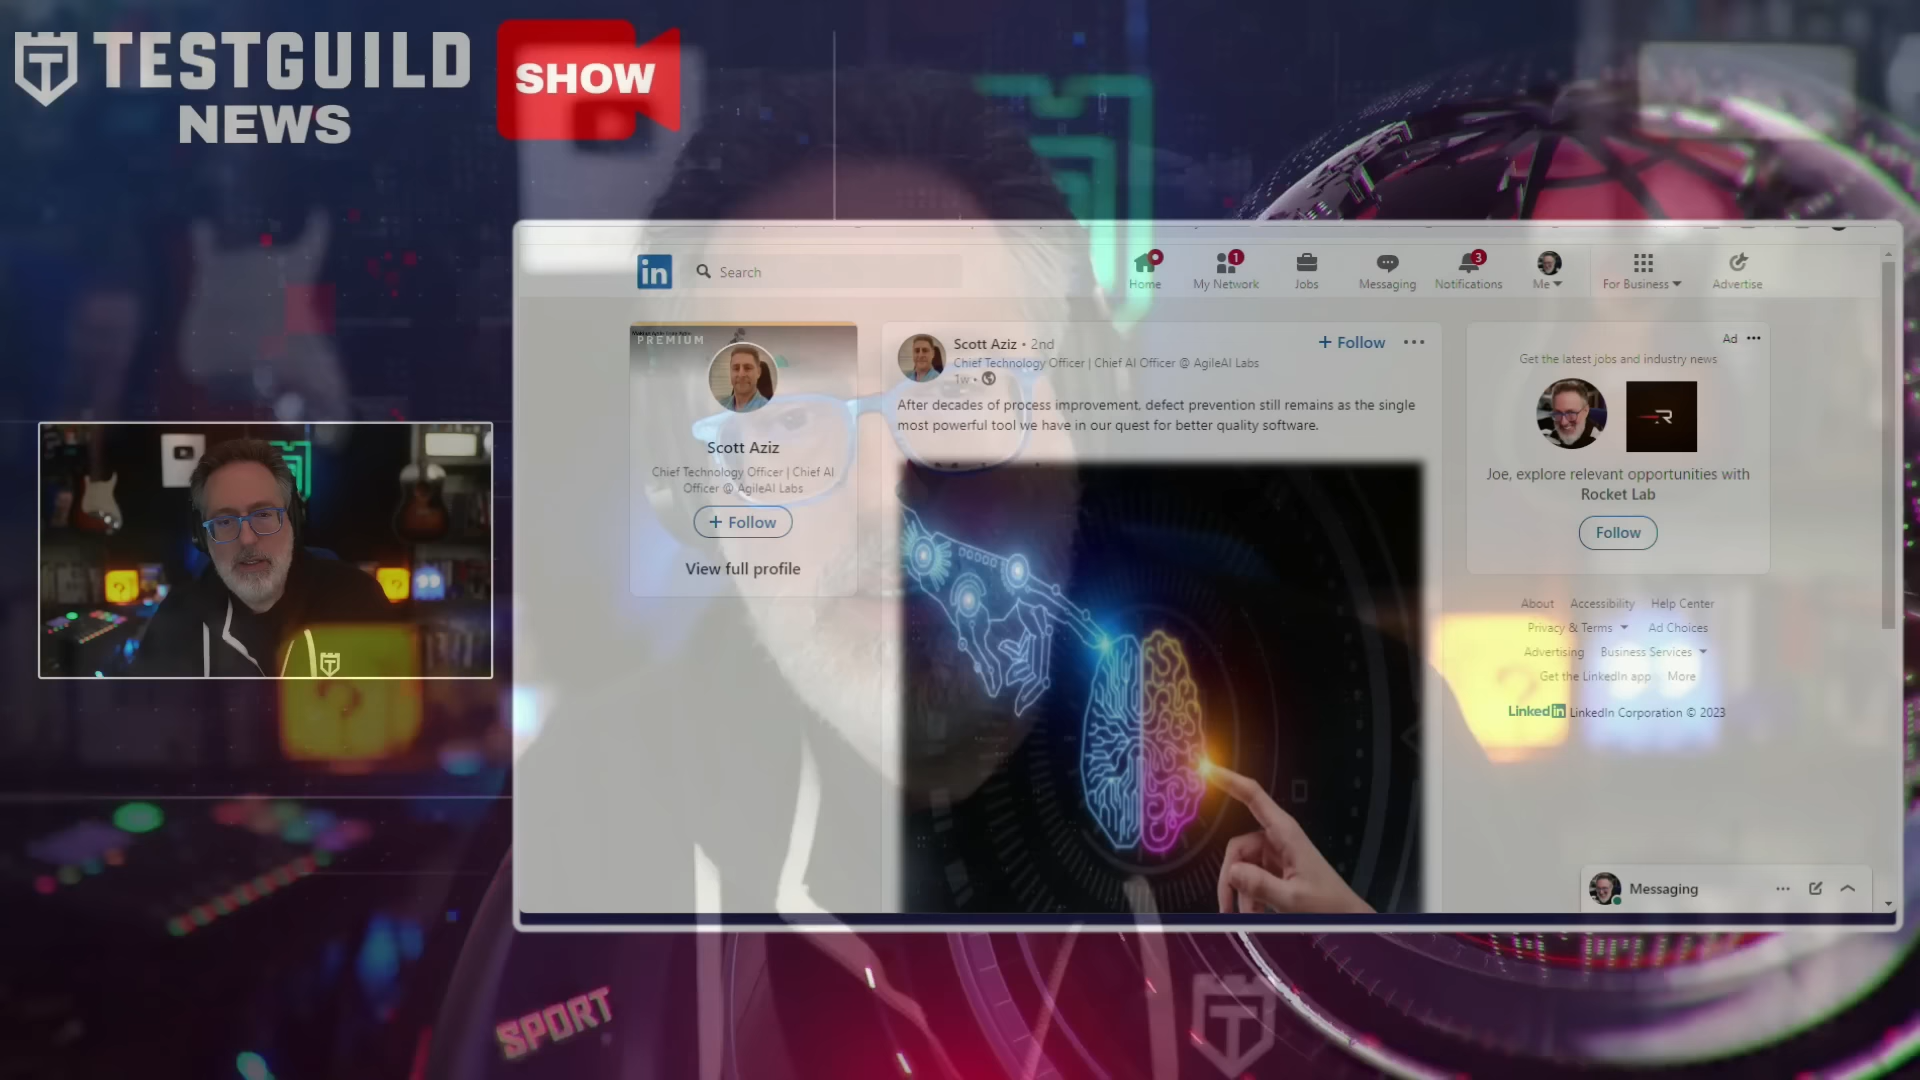 TESTGUILD
NEWS
SHOW
in
Search
Home
1
My Network
Jobs
Messaging
3
Notifications
Me
For Business
Advertise
PREMIUM
Scott Aziz
Chief Technology Officer | Chief AI
Officer @ AgileAI Labs
+ Follow
View full profile
Scott Aziz • 2nd
Chief Technology Officer | Chief AI Officer @ AgileAI Labs
1w •
+ Follow
After decades of process improvement, defect prevention still remains as the single
most powerful tool we have in our quest for better quality software.
Ad
Get the latest jobs and industry news
R
Joe, explore relevant opportunities with
Rocket Lab
Follow
About Accessibility Help Center
Privacy & Terms Ad Choices
Advertising Business Services
Get the LinkedIn app More
LinkedIn LinkedIn Corporation © 2023
Messaging
SPORT